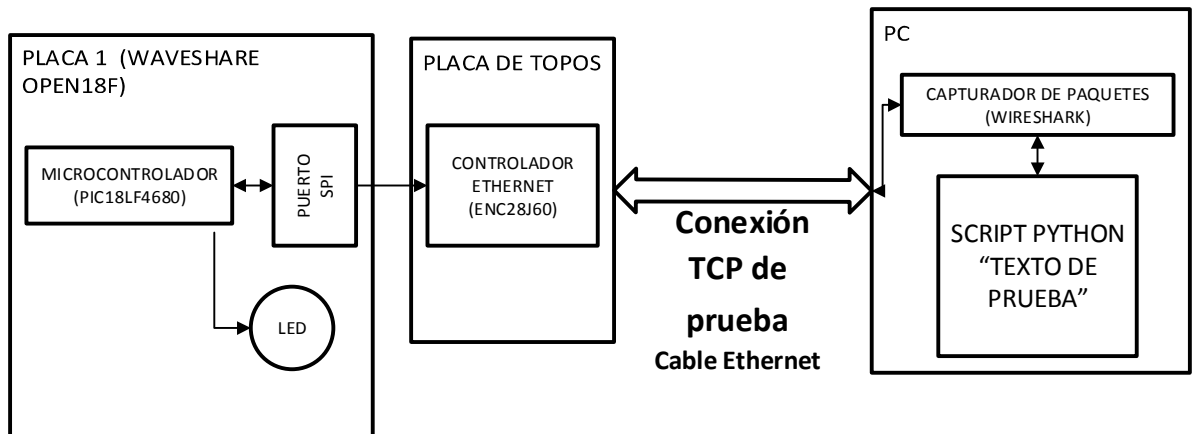 PLACA 1 (WAVESHARE
OPEN18F)
MICROCONTROLADOR
(PIC18LF4680)
PUERTO
SPI
LED
PLACA DE TOPOS
CONTROLADOR
ETHERNET
(ENC28J60)
Conexión
TCP de
prueba
Cable Ethernet
PC
CAPTURADOR DE PAQUETES
(WIRESHARK)
SCRIPT PYTHON
“TEXTO DE
PRUEBA”